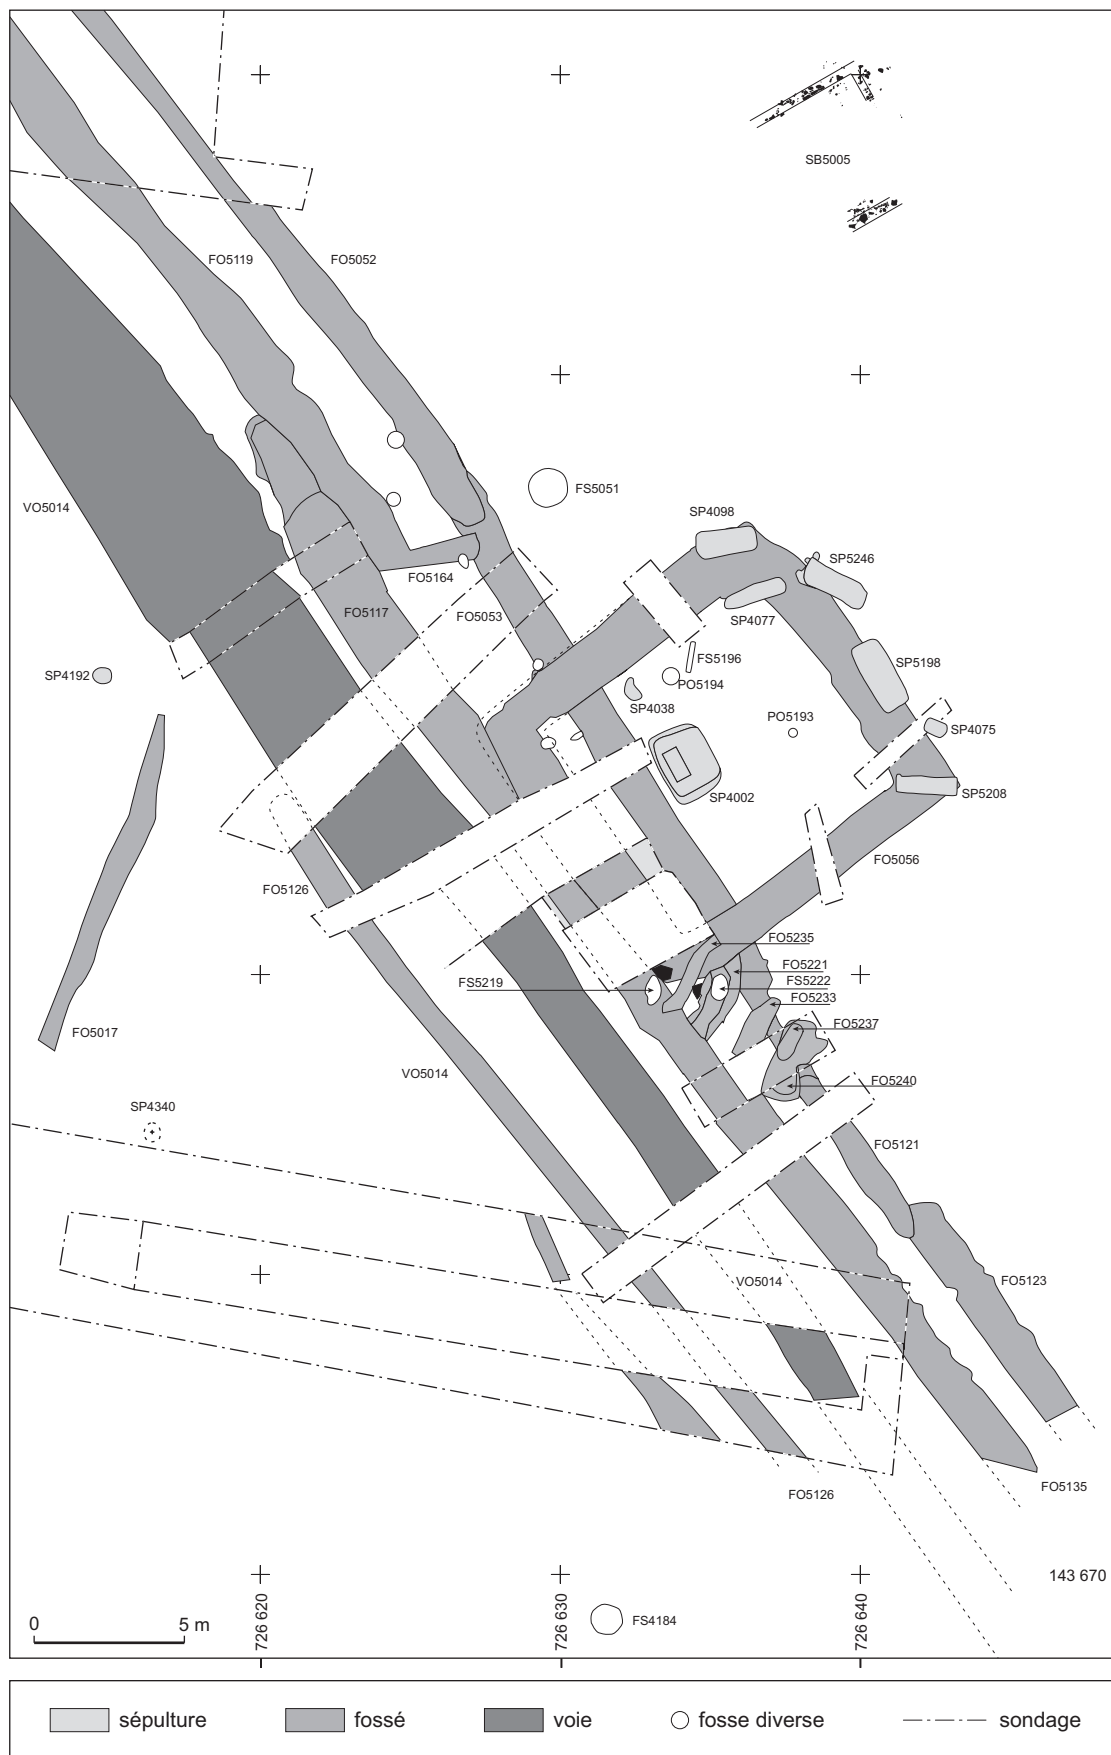 SB5005
FO5119
FO5052
VO5014
FS5051
SP4098
SP5246
FO5164
FO5053
FO5117
SP4077
FS5196
SP5198
SP4192
PO5194
SP4038
PO5193
SP4075
SP4002
SP5208
FO5056
FO5126
FO5235
FO5221
FS5219
FS5222
FO5233
FO5237
FO5017
VO5014
FO5240
SP4340
FO5121
VO5014
FO5123
FO5126
FO5135
143 670
0 5 m
726 620
726 630
726 640
FS4184
sépulture fossé voie fosse diverse sondage